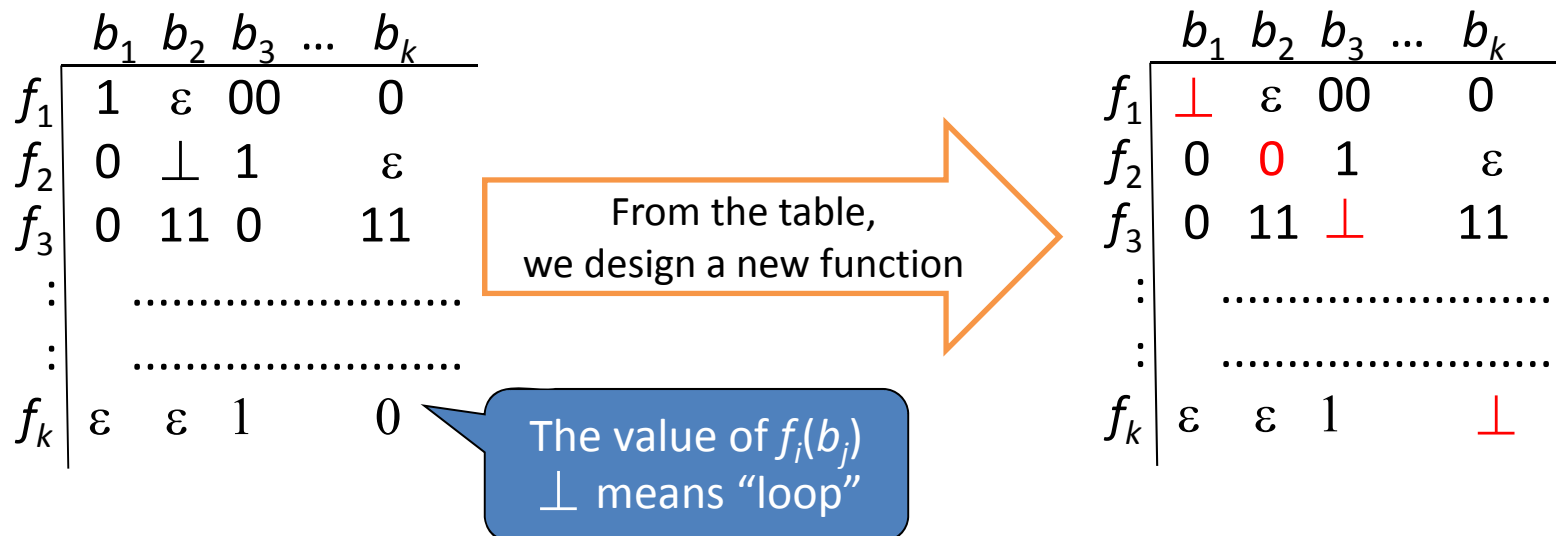 b₁ b₂ b₃ ... bₖ
f₁ 1 ε 00 0
f₂ 0 ⊥ 1 ε
f₃ 0 11 0 11
: ........................
: ........................
fₖ ε ε 1 0
From the table,
we design a new function
The value of fᵢ(bⱼ)
⊥ means “loop”
b₁ b₂ b₃ ... bₖ
f₁ ⊥ ε 00 0
f₂ 0 0 1 ε
f₃ 0 11 ⊥ 11
: ........................
: ........................
fₖ ε ε 1 ⊥